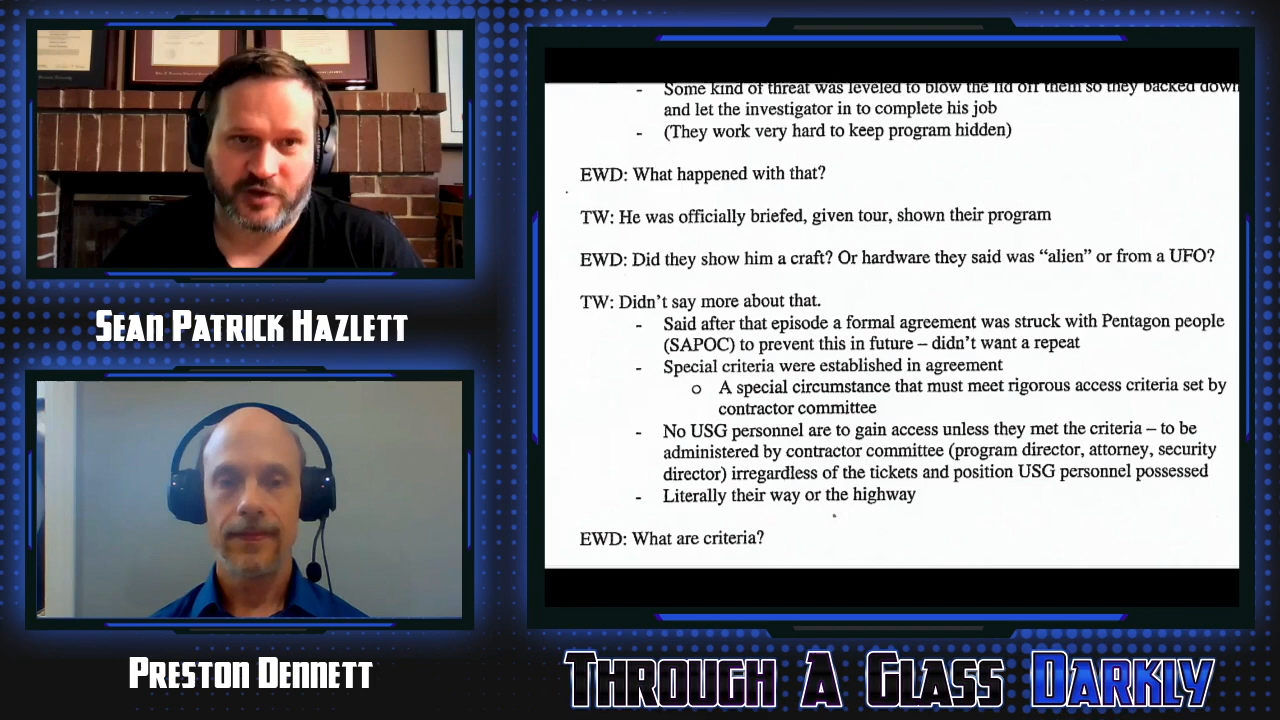 Sean Patrick Hazlett
Preston Dennett
- Some kind of threat was leveled to blow the lid off them so they backed down
and let the investigator in to complete his job
- (They work very hard to keep program hidden)
EWD: What happened with that?
TW: He was officially briefed, given tour, shown their program
EWD: Did they show him a craft? Or hardware they said was “alien” or from a UFO?
TW: Didn’t say more about that.
- Said after that episode a formal agreement was struck with Pentagon people
(SAPOC) to prevent this in future – didn’t want a repeat
- Special criteria were established in agreement
o A special circumstance that must meet rigorous access criteria set by
contractor committee
- No USG personnel are to gain access unless they met the criteria – to be
administered by contractor committee (program director, attorney, security
director) irregardless of the tickets and position USG personnel possessed
- Literally their way or the highway
EWD: What are criteria?
Through A Glass Darkly